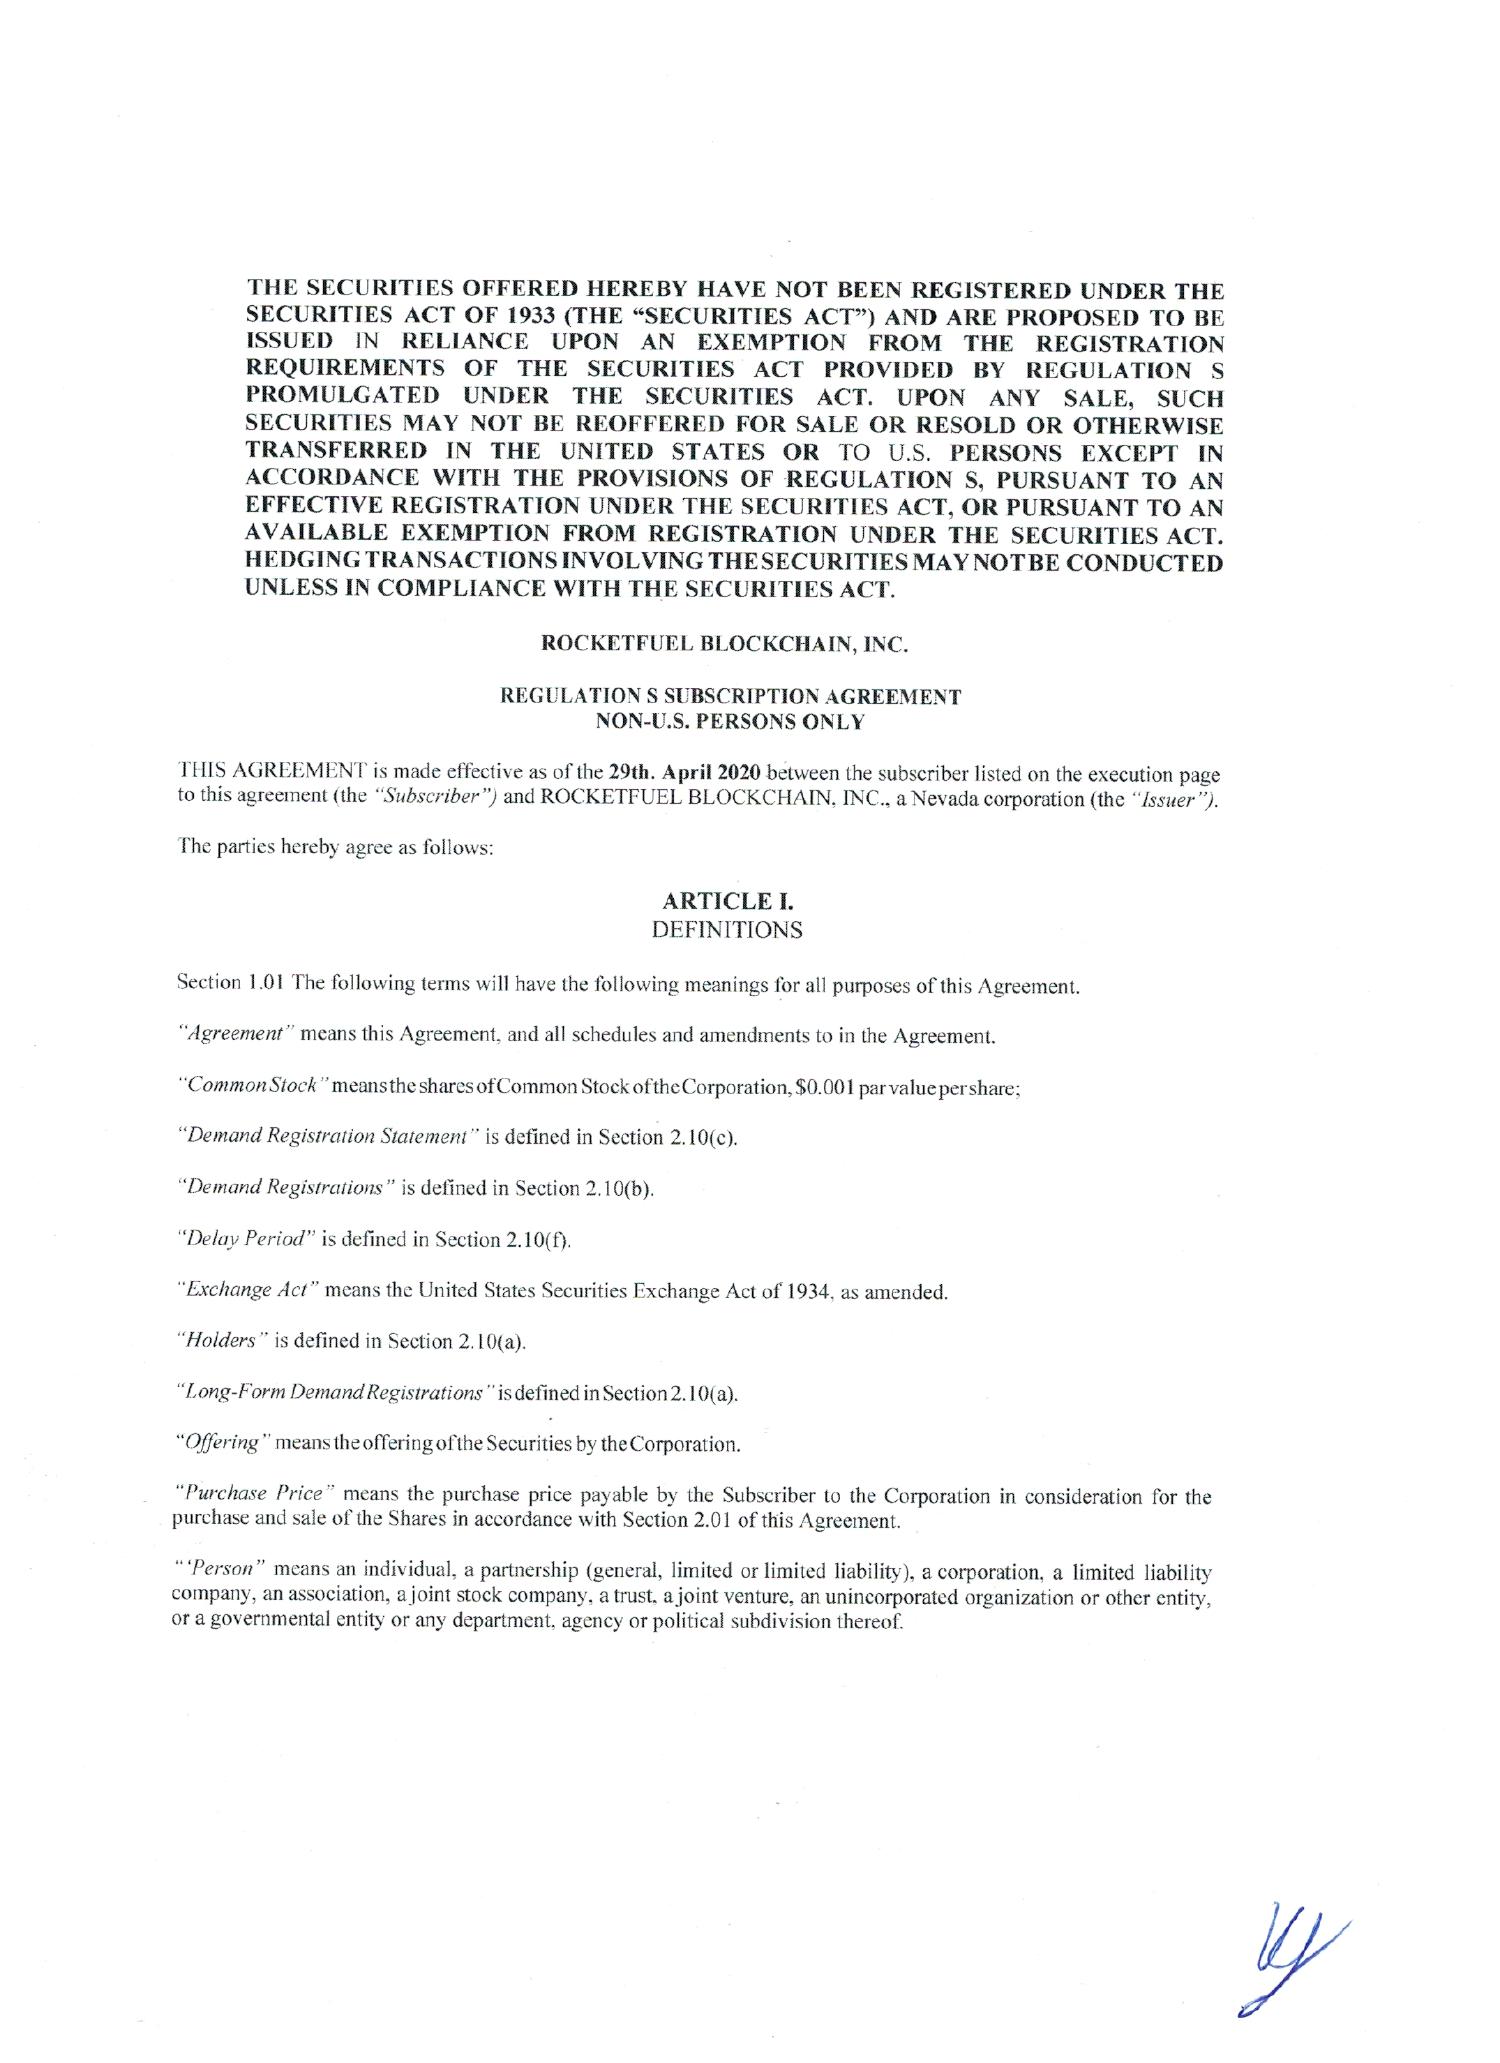 THE SECURITIES OFFERED HEREBY HAVE NOT BEEN REGISTERED UNDER THE
SECURITIES ACT OF 1933 (THE “SECURITIES ACT”) AND ARE PROPOSED TO BE
ISSUED IN RELIANCE UPON AN EXEMPTION FROM THE REGISTRATION
REQUIREMENTS OF THE SECURITIES ACT PROVIDED BY REGULATION S
PROMULGATED UNDER THE SECURITIES ACT. UPON ANY SALE, SUCH
SECURITIES MAY NOT BE REOFFERED FOR SALE OR RESOLD OR OTHERWISE
TRANSFERRED IN THE UNITED STATES OR TO U.S. PERSONS EXCEPT IN
ACCORDANCE WITH THE PROVISIONS OF REGULATION S, PURSUANT TO AN
EFFECTIVE REGISTRATION UNDER THE SECURITIES ACT, OR PURSUANT TO AN
AVAILABLE EXEMPTION FROM REGISTRATION UNDER THE SECURITIES ACT.
HEDGING TRANSACTIONS INVOLVING THE SECURITIES MAY NOT BE CONDUCTED
UNLESS IN COMPLIANCE WITH THE SECURITIES ACT.
ROCKETFUEL BLOCKCHAIN, INC.
REGULATION S SUBSCRIPTION AGREEMENT
NON-U.S. PERSONS ONLY
THIS AGREEMENT is made effective as of the 29th. April 2020 between the subscriber listed on the execution page
to this agreement (the “Subscriber”) and ROCKETFUEL BLOCKCHAIN, INC., a Nevada corporation (the “Issuer”).
The parties hereby agree as follows:
ARTICLE I.
DEFINITIONS
Section 1.01 The following terms will have the following meanings for all purposes of this Agreement.
“Agreement” means this Agreement, and all schedules and amendments to in the Agreement.
“Common Stock” means the shares of Common Stock of the Corporation, $0.001 par value per share;
“Demand Registration Statement” is defined in Section 2.10(c).
“Demand Registrations” is defined in Section 2.10(b).
“Delay Period” is defined in Section 2.10(f).
“Exchange Act” means the United States Securities Exchange Act of 1934, as amended.
“Holders” is defined in Section 2.10(a).
“Long-Form Demand Registrations” is defined in Section 2.10(a).
“Offering” means the offering of the Securities by the Corporation.
“Purchase Price” means the purchase price payable by the Subscriber to the Corporation in consideration for the
purchase and sale of the Shares in accordance with Section 2.01 of this Agreement.
“‘Person” means an individual, a partnership (general, limited or limited liability), a corporation, a limited liability
company, an association, a joint stock company, a trust, a joint venture, an unincorporated organization or other entity,
or a governmental entity or any department, agency or political subdivision thereof.